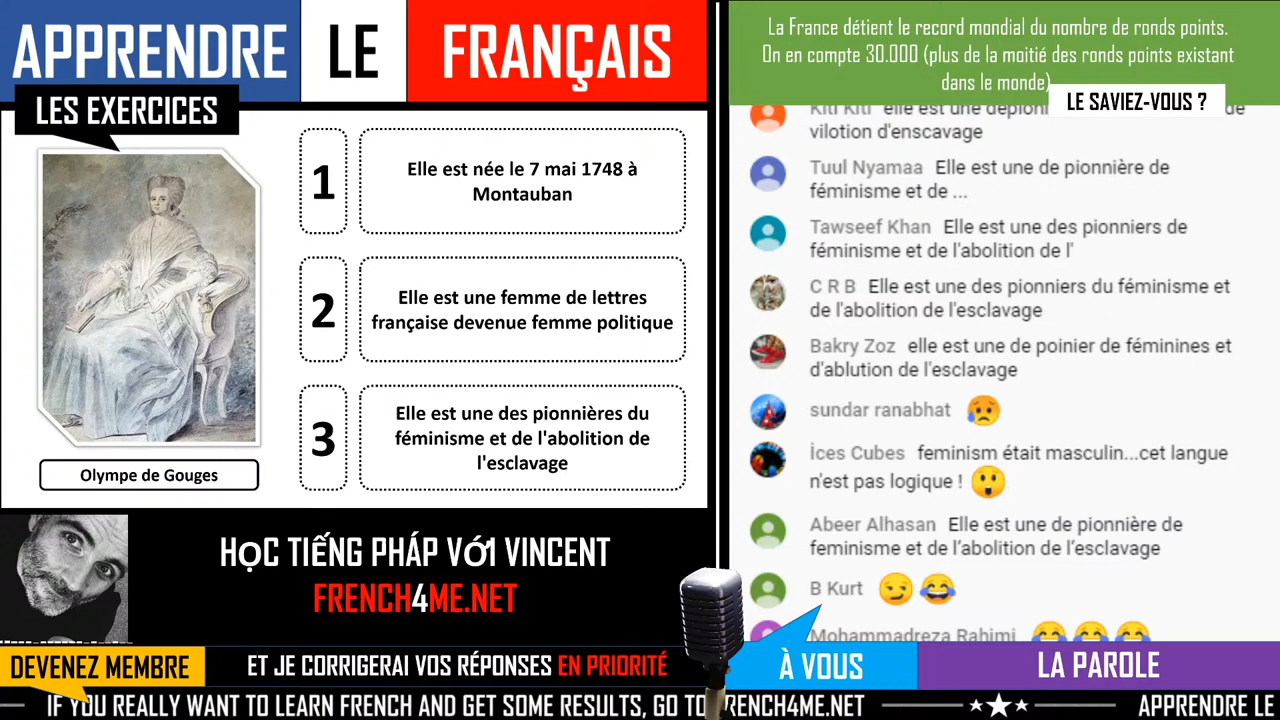 APPRENDRE LE FRANÇAIS
LES EXERCICES
1
Elle est née le 7 mai 1748 à
Montauban
2
Elle est une femme de lettres
française devenue femme politique
3
Elle est une des pionnières du
féminisme et de l'abolition de
l'esclavage
Olympe de Gouges
HỌC TIẾNG PHÁP VỚI VINCENT
FRENCH4ME.NET
DEVENEZ MEMBRE
ET JE CORRIGERAI VOS RÉPONSES EN PRIORITÉ
La France détient le record mondial du nombre de ronds points.
On en compte 30.000 (plus de la moitié des ronds points existant
dans le monde)
LE SAVIEZ-VOUS ?
Kiti Kiti elle est une de
vilotion d'enscavage
Tuul Nyamaa Elle est une de pionnière de
féminisme et de ...
Tawseef Khan Elle est une des pionniers de
féminisme et de l'abolition de l'
C R B Elle est une des pionniers du féminisme et
de l'abolition de l'esclavage
Bakry Zoz elle est une de poinier de féminines et
d'ablution de l'esclavage
sundar ranabhat 😥
İces Cubes feminism était masculin...cet langue
n'est pas logique ! 😲
Abeer Alhasan Elle est une de pionnière de
feminisme et de l'abolition de l'esclavage
B Kurt 😏 😂
Mohammadreza Rahimi 😂 😂 😂
À VOUS
LA PAROLE
IF YOU REALLY WANT TO LEARN FRENCH AND GET SOME RESULTS, GO TO FRENCH4ME.NET
APPRENDRE LE